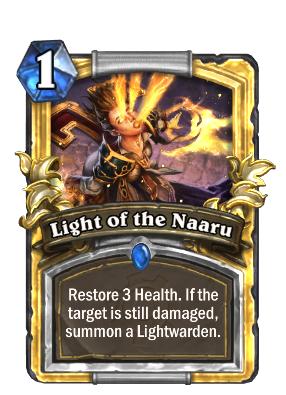 1
Light of the Naaru
Restore 3 Health. If the
target is still damaged,
summon a Lightwarden.